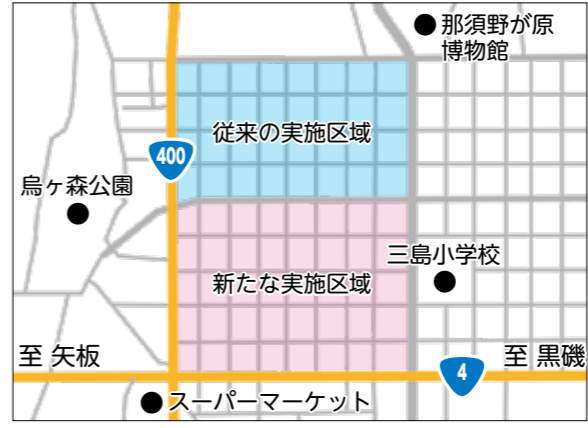 那須野が原
博物館
従来の実施区域
400
烏ヶ森公園
三島小学校
新たな実施区域
至 矢板
至 黒磯
4
スーパーマーケット